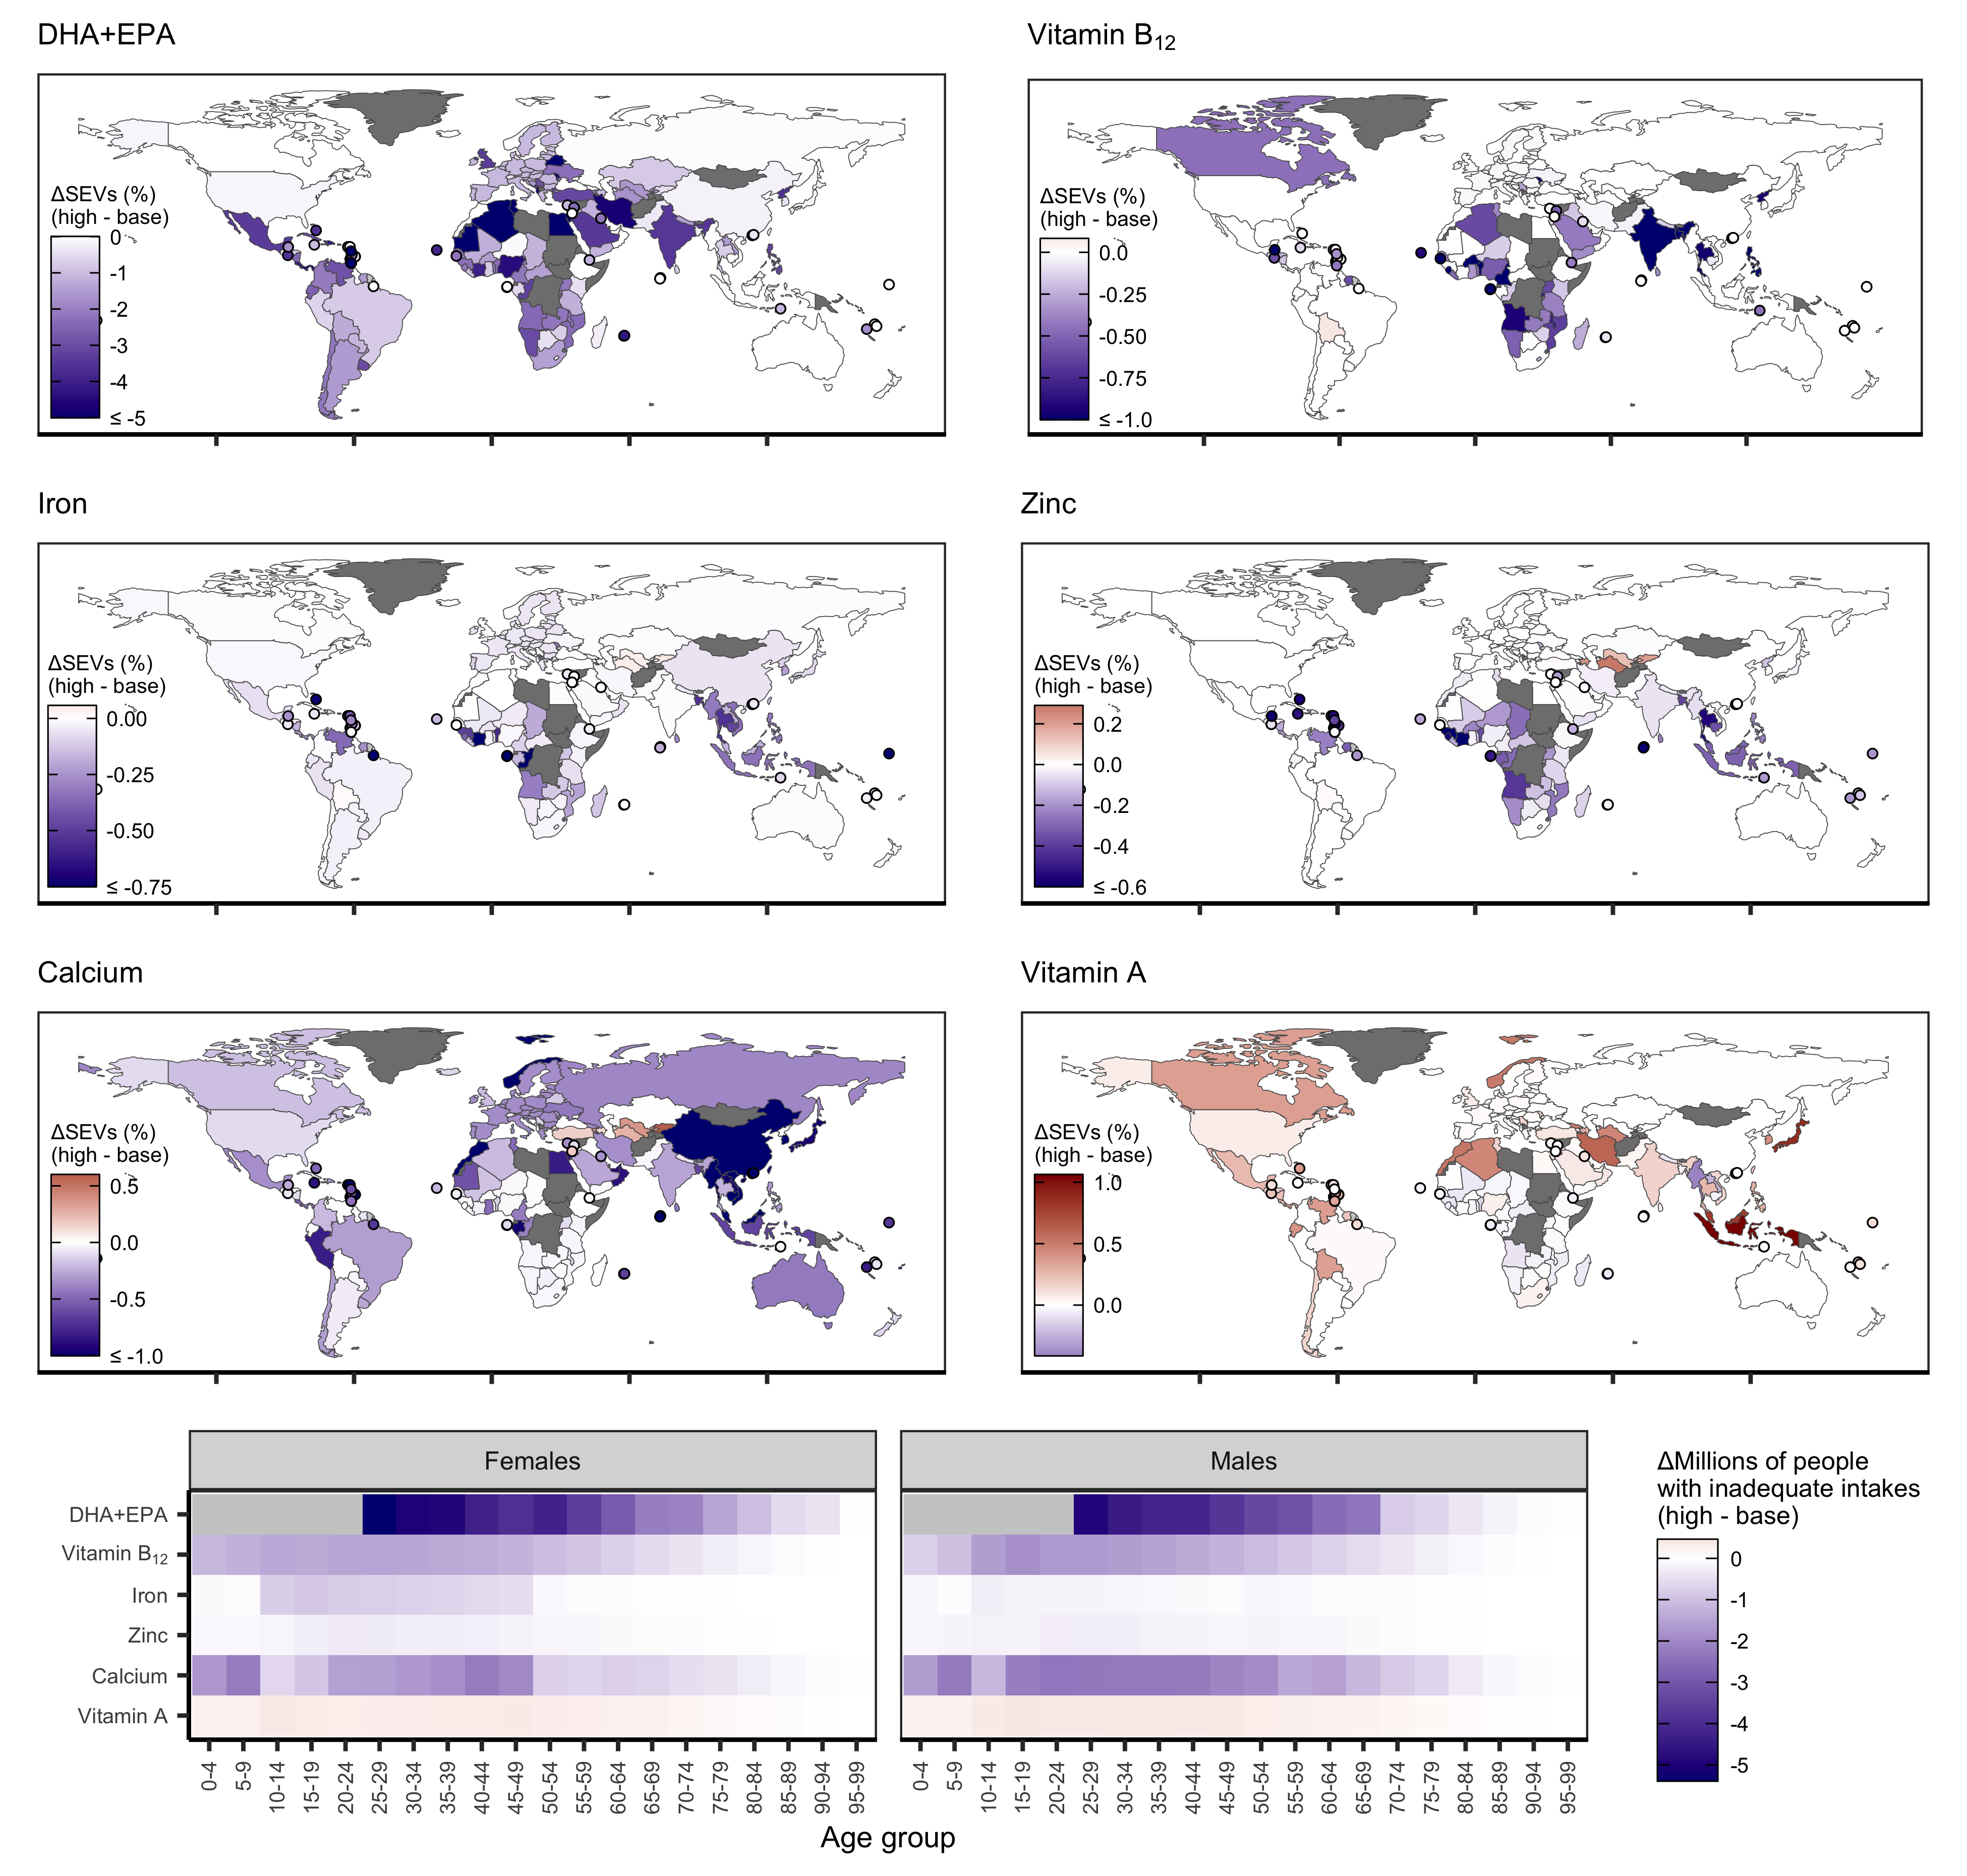 DHA+EPA
ΔSEVs (%)
(high - base)
0
-1
-2
-3
-4
≤ -5
Vitamin B₁₂
ΔSEVs (%)
(high - base)
0.0
-0.25
-0.50
-0.75
≤ -1.0
Iron
ΔSEVs (%)
(high - base)
0.00
-0.25
-0.50
≤ -0.75
Zinc
ΔSEVs (%)
(high - base)
0.2
0.0
-0.2
-0.4
≤ -0.6
Calcium
ΔSEVs (%)
(high - base)
0.5
0.0
-0.5
≤ -1.0
Vitamin A
ΔSEVs (%)
(high - base)
1.0
0.5
0.0
Females
Males
DHA+EPA
Vitamin B₁₂
Iron
Zinc
Calcium
Vitamin A
0-4
5-9
10-14
15-19
20-24
25-29
30-34
35-39
40-44
45-49
50-54
55-59
60-64
65-69
70-74
75-79
80-84
85-89
90-94
95-99
0-4
5-9
10-14
15-19
20-24
25-29
30-34
35-39
40-44
45-49
50-54
55-59
60-64
65-69
70-74
75-79
80-84
85-89
90-94
95-99
Age group
ΔMillions of people
with inadequate intakes
(high - base)
0
-1
-2
-3
-4
-5